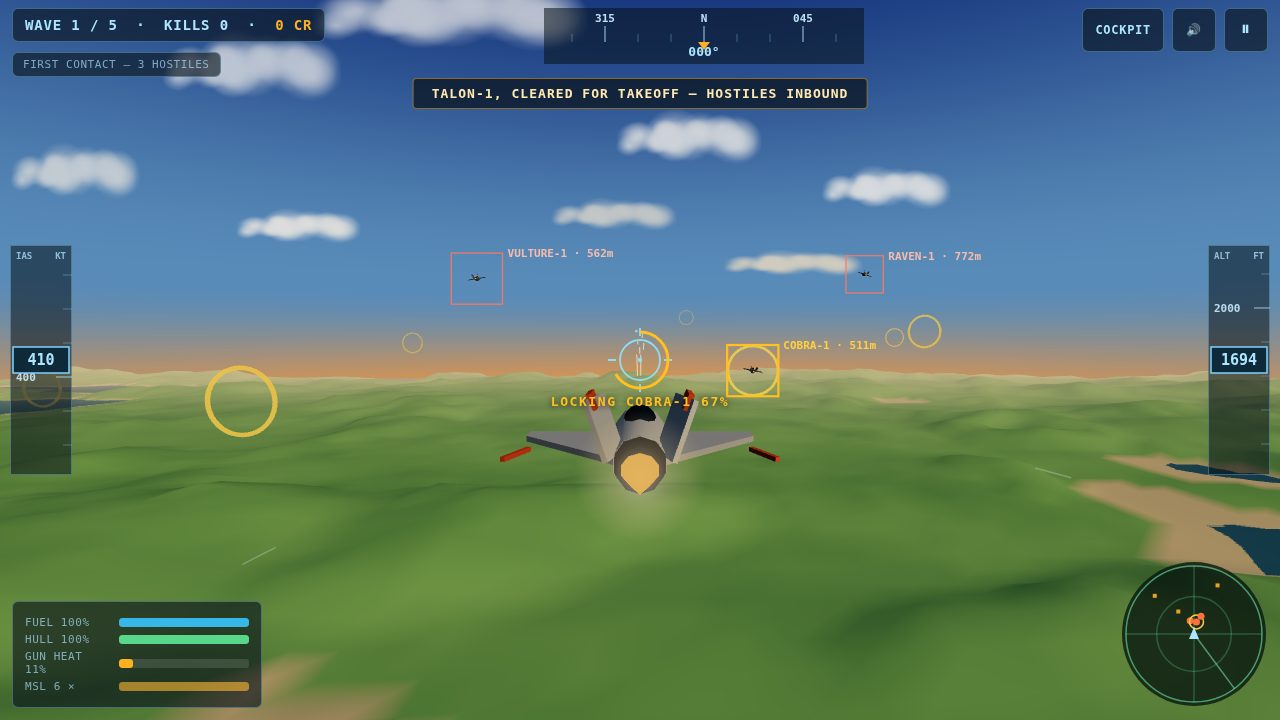 WAVE 1 / 5 · KILLS 0 · 0 CR
FIRST CONTACT — 3 HOSTILES
315 N 045
000°
COCKPIT
TALON-1, CLEARED FOR TAKEOFF — HOSTILES INBOUND
VULTURE-1 · 562m
RAVEN-1 · 772m
COBRA-1 · 511m
LOCKING COBRA-1 67%
IAS KT
410
400
ALT FT
2000
1694
FUEL 100%
HULL 100%
GUN HEAT
11%
MSL 6 ×